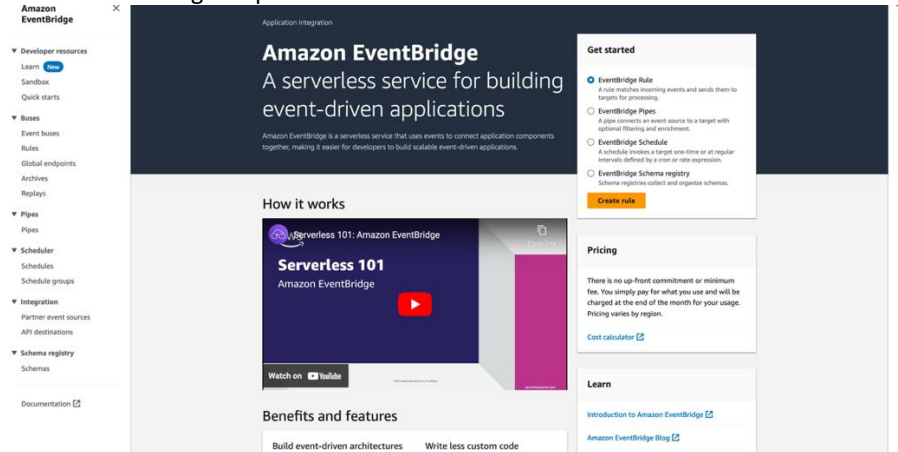 Amazon
EventBridge
Developer resources
Learn New
Sandbox
Quick starts
Buses
Event buses
Rules
Global endpoints
Archives
Replays
Pipes
Pipes
Scheduler
Schedules
Schedule groups
Integration
Partner event sources
API destinations
Schema registry
Schemas
Documentation
Application Integration
Amazon EventBridge
A serverless service for building
event-driven applications
Amazon EventBridge is a serverless service that uses events to connect application components
together, making it easier for developers to build scalable event-driven applications.
Get started
EventBridge Rule
A rule matches incoming events and sends them to
targets for processing.
EventBridge Pipes
A pipe connects an event source to a target with
optional filtering and enrichment.
EventBridge Schedule
A schedule invokes a target one-time or at regular
intervals defined by a cron or rate expression.
EventBridge Schema registry
Schema registries collect and organize schemas.
Create rule
How it works
Serverless 101: Amazon EventBridge
Copy link
Serverless 101
Amazon EventBridge
Watch on YouTube
Pricing
There is no up-front commitment or minimum
fee. You simply pay for what you use and will be
charged at the end of the month for your usage.
Pricing varies by region.
Cost calculator
Learn
Introduction to Amazon EventBridge
Amazon EventBridge Blog
Benefits and features
Build event-driven architectures
Write less custom code